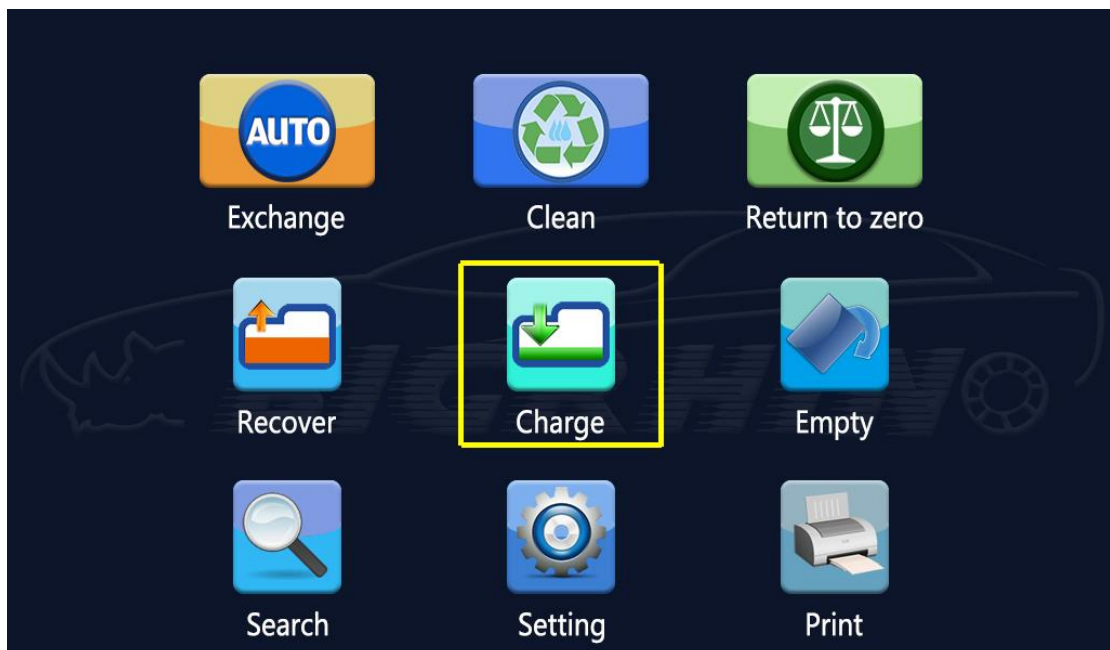 AUTO
Exchange
Clean
Return to zero
Recover
Charge
Empty
Search
Setting
Print